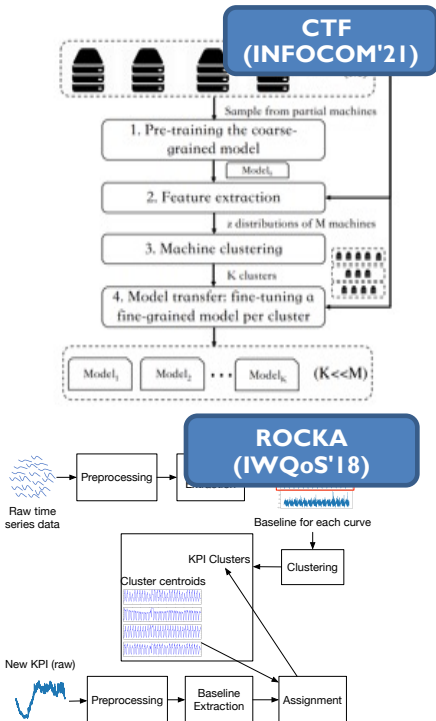 CTF
(INFOCOM'21)
Sample from partial machines
1. Pre-training the coarse-
grained model
Model
2. Feature extraction
z distributions of M machines
3. Machine clustering
K clusters
4. Model transfer: fine-tuning a
fine-grained model per cluster
Model₁ Model₂ ••• Model_K (K<<M)
ROCKA
(IWQoS'18)
Preprocessing
Raw time
series data
Baseline for each curve
KPI Clusters
Clustering
Cluster centroids
New KPI (raw)
Preprocessing
Baseline
Extraction
Assignment